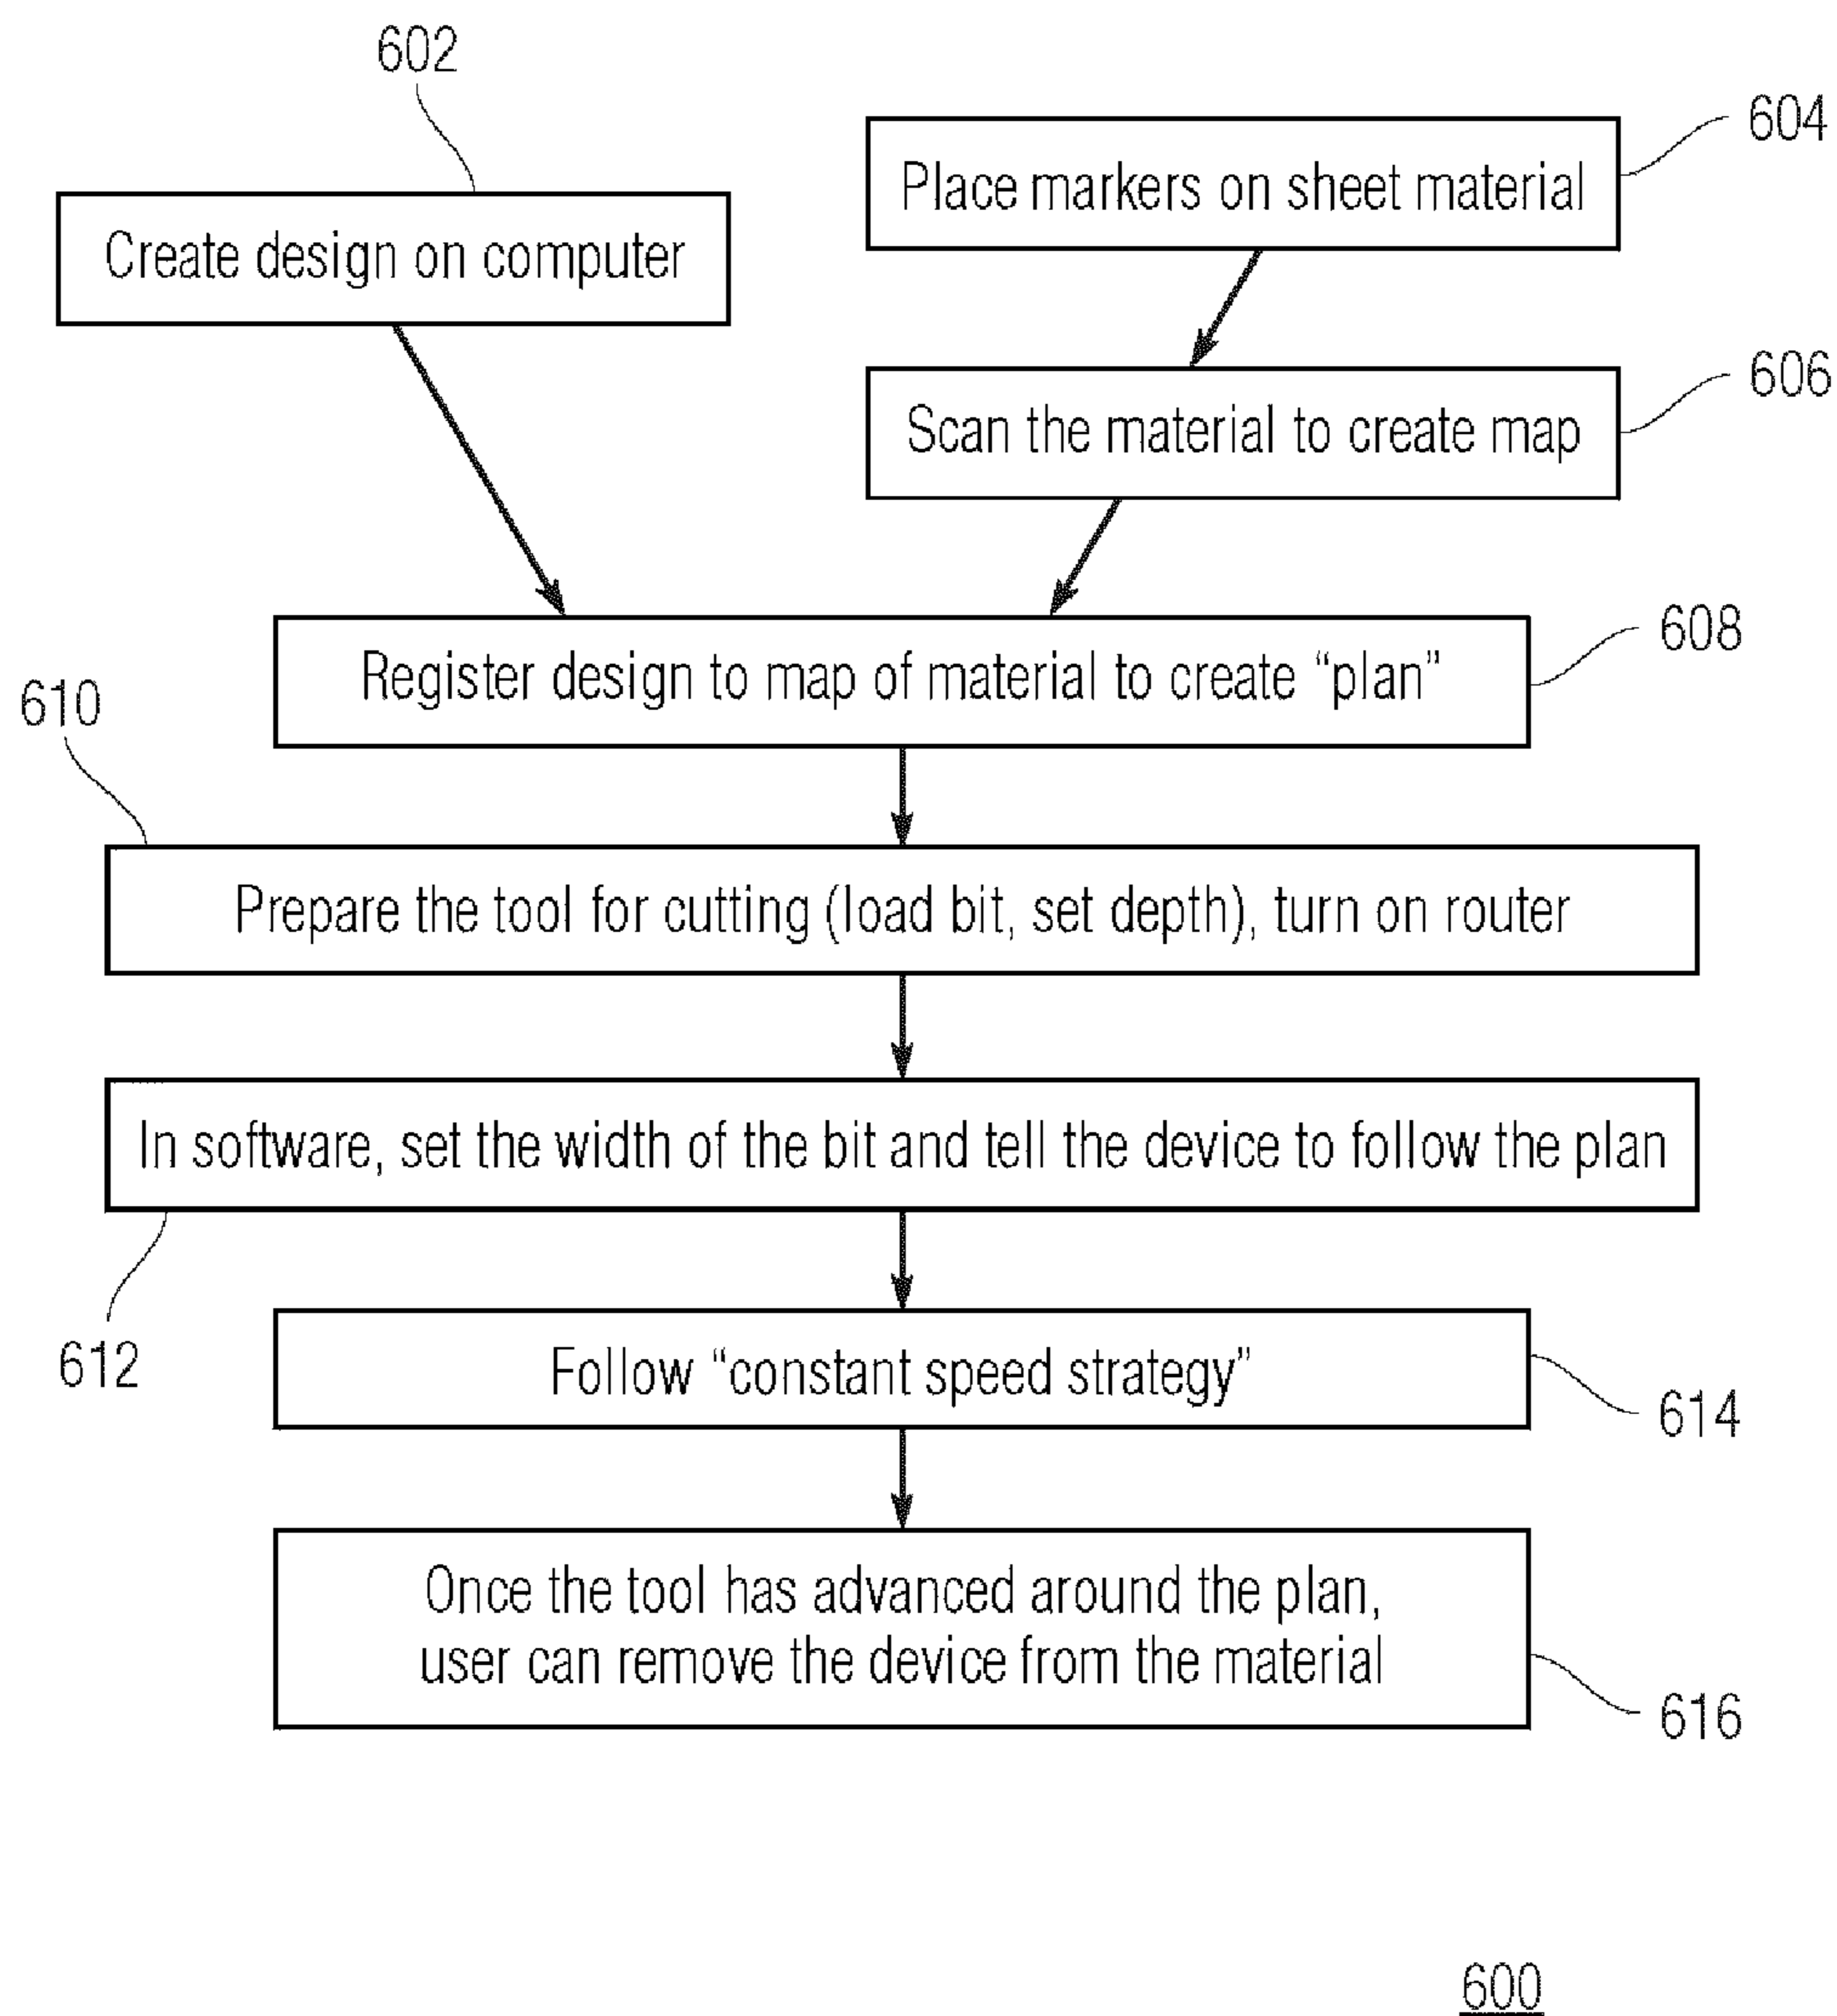 602
604
Place markers on sheet material
Create design on computer
606
Scan the material to create map
608
Register design to map of material to create “plan”
610
Prepare the tool for cutting (load bit, set depth), turn on router
In software, set the width of the bit and tell the device to follow the plan
612
Follow “constant speed strategy”
614
Once the tool has advanced around the plan,
user can remove the device from the material
616
600